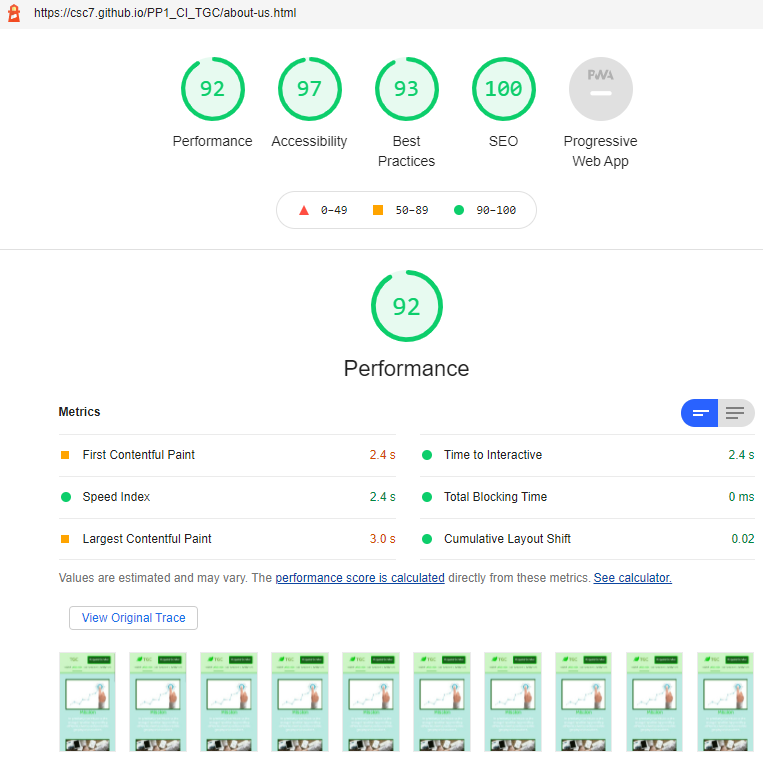 https://csc7.github.io/PP1_CI_TGC/about-us.html
92 97 93 100 PWA
Performance Accessibility Best Practices SEO Progressive Web App
0–49 50–89 90–100
92
Performance
Metrics
First Contentful Paint 2.4 s
Time to Interactive 2.4 s
Speed Index 2.4 s
Total Blocking Time 0 ms
Largest Contentful Paint 3.0 s
Cumulative Layout Shift 0.02
Values are estimated and may vary. The performance score is calculated directly from these metrics. See calculator.
View Original Trace